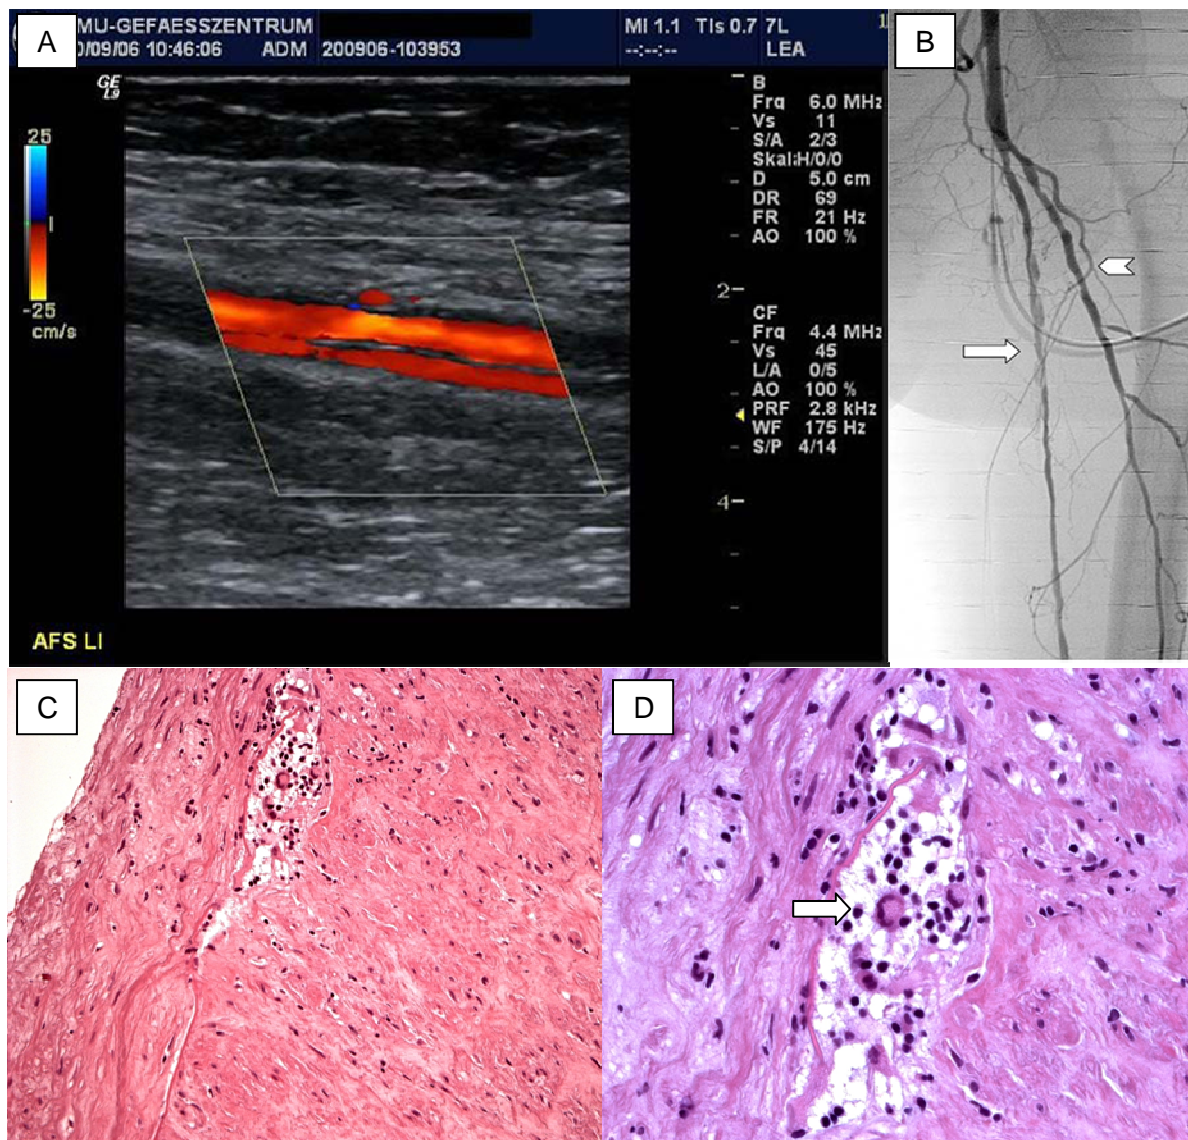 A
MU-GEFAESSZENTRUM
0/09/06 10:46:06 ADM 200906-103953
MI 1.1 TIs 0.7 7L
--:--:-- LEA
1
B
GE
L9
25
-25
cm/s
B
Frq 6.0 MHz
Vs 11
S/A 2/3
Skala H/0/0
D 5.0 cm
DR 69
FR 21 Hz
AO 100 %
2
CF
Frq 4.4 MHz
Vs 45
L/A 0/5
AO 100 %
PRF 2.8 kHz
WF 175 Hz
S/P 4/14
4
AFS LI
C
D